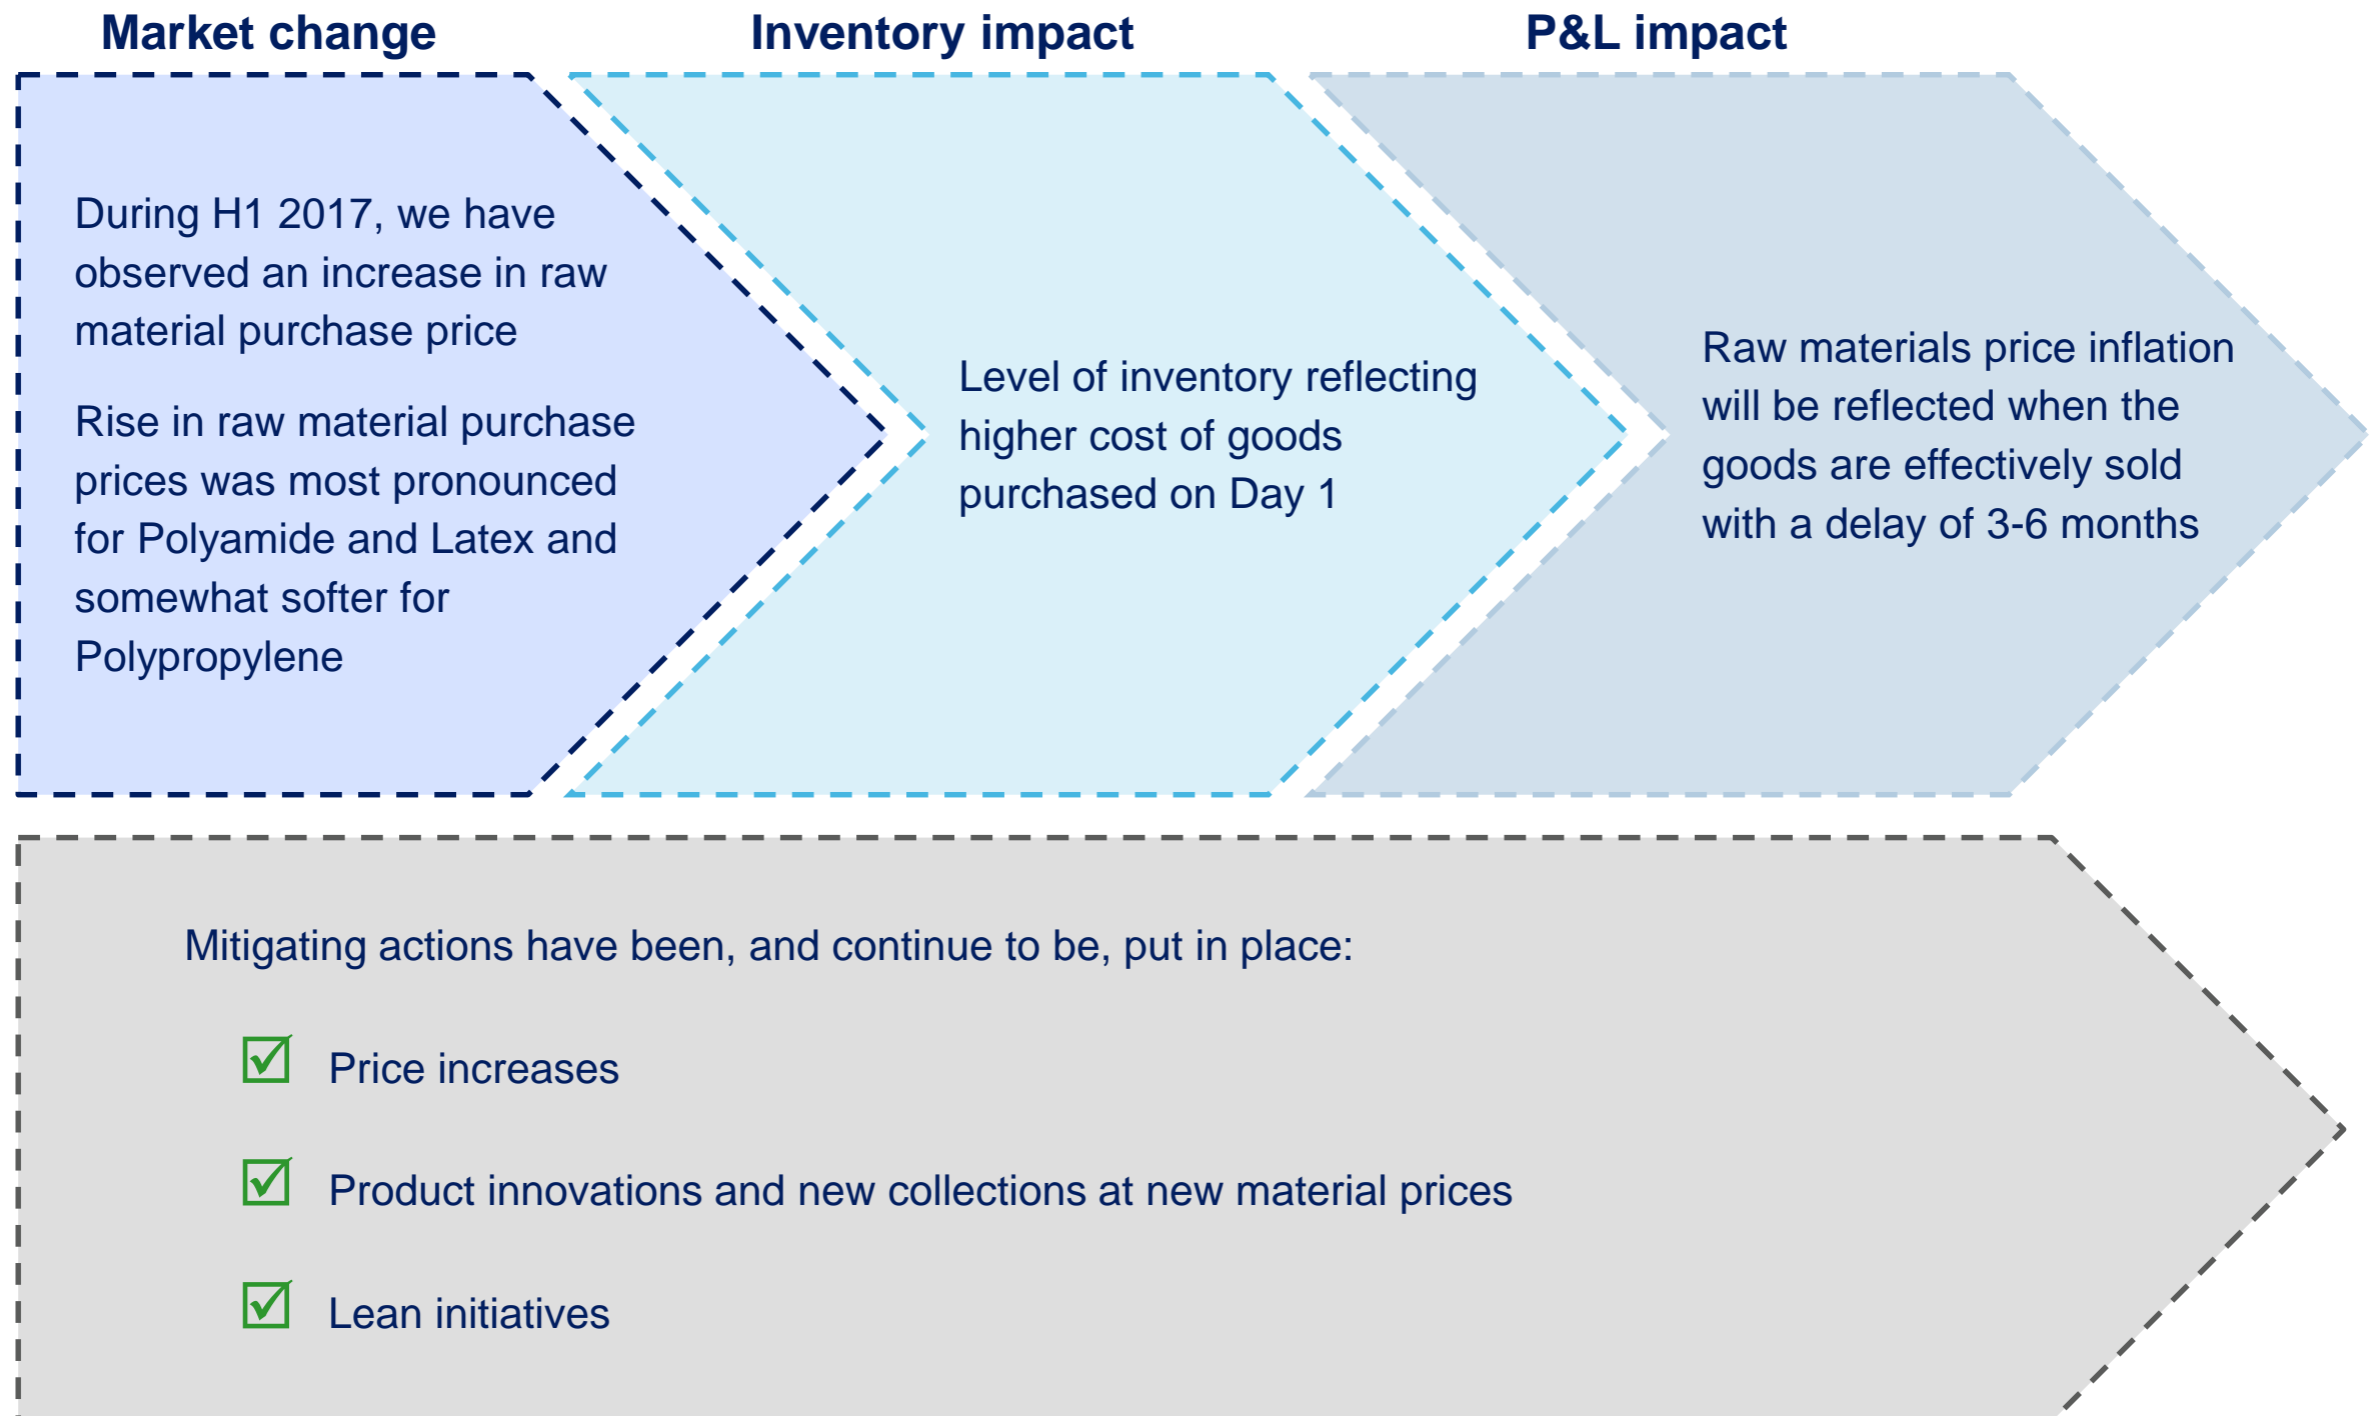 Market change
Inventory impact
P&L impact
During H1 2017, we have
observed an increase in raw
material purchase price
Rise in raw material purchase
prices was most pronounced
for Polyamide and Latex and
somewhat softer for
Polypropylene
Level of inventory reflecting
higher cost of goods
purchased on Day 1
Raw materials price inflation
will be reflected when the
goods are effectively sold
with a delay of 3-6 months
Mitigating actions have been, and continue to be, put in place:
Price increases
Product innovations and new collections at new material prices
Lean initiatives